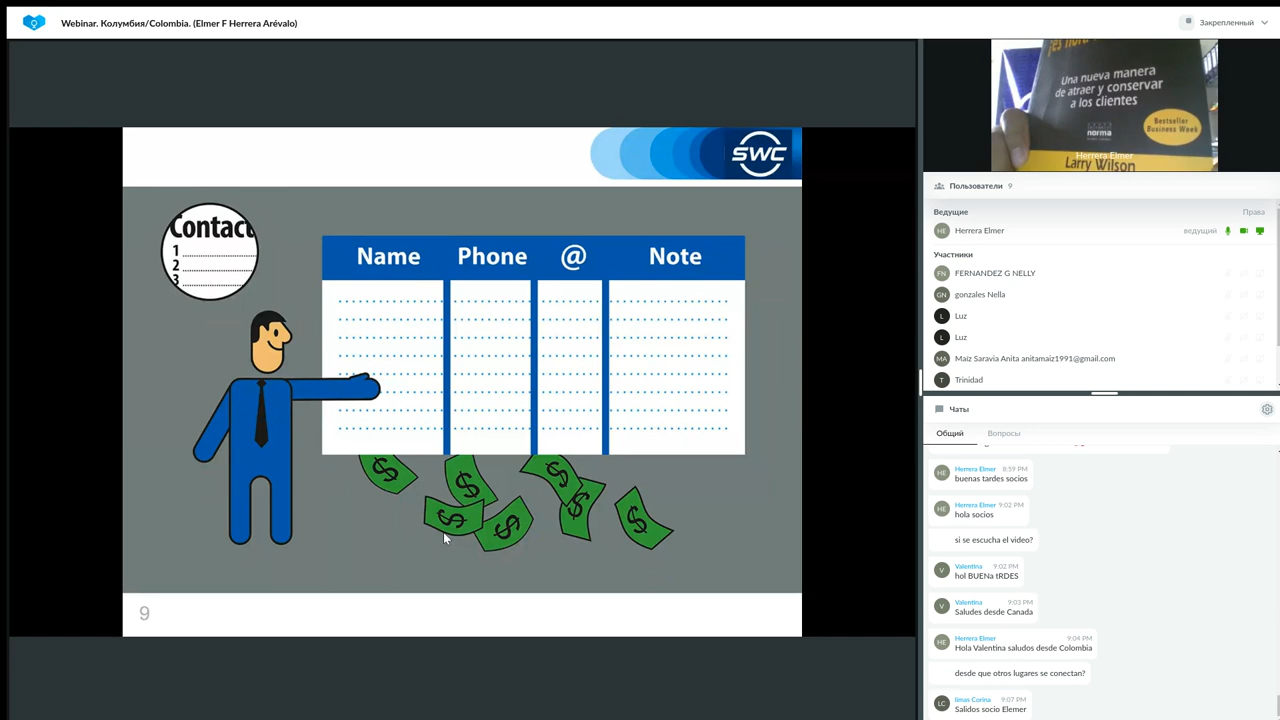 Webinar. Колумбия/Colombia. (Elmer F Herrera Arévalo)
Закрепленный
SWC
Contact
1
2
3
Name Phone @ Note
9
Una nueva manera
de atraer y conservar
a los clientes
norma
Bestseller
Business Week
Herrera Elmer
Larry Wilson
Пользователи 9
Ведущие Права
HE Herrera Elmer ведущий
Участники
FN FERNANDEZ G NELLY
GN gonzales Nella
L Luz
L Luz
MA Maíz Saravia Anita anitamaiz1991@gmail.com
T Trinidad
Чаты
Общий Вопросы
HE Herrera Elmer 8:59 PM
buenas tardes socios
HE Herrera Elmer 9:02 PM
hola socios
si se escucha el video?
V Valentina 9:02 PM
hol BUENa tRDES
V Valentina 9:03 PM
Saludes desde Canada
HE Herrera Elmer 9:04 PM
Hola Valentina saludos desde Colombia
desde que otros lugares se conectan?
LC limas Corina 9:07 PM
Salidos socio Elemer